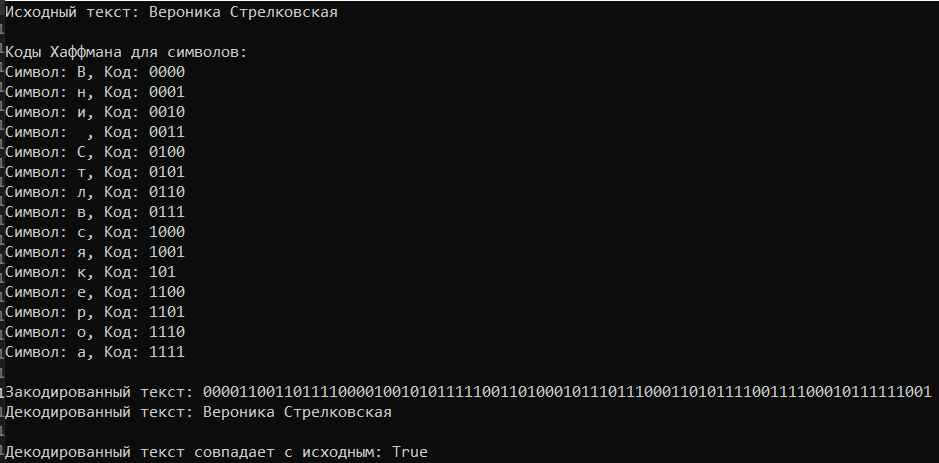 Исходный текст: Вероника Стрелковская
Коды Хаффмана для символов:
Символ: В, Код: 0000
Символ: н, Код: 0001
Символ: и, Код: 0010
Символ:  , Код: 0011
Символ: С, Код: 0100
Символ: т, Код: 0101
Символ: л, Код: 0110
Символ: в, Код: 0111
Символ: с, Код: 1000
Символ: я, Код: 1001
Символ: к, Код: 101
Символ: е, Код: 1100
Символ: р, Код: 1101
Символ: о, Код: 1110
Символ: а, Код: 1111
Закодированный текст: 000011001101111000010010101111100110100010111011100011010111100111100010111111001
Декодированный текст: Вероника Стрелковская
Декодированный текст совпадает с исходным: True